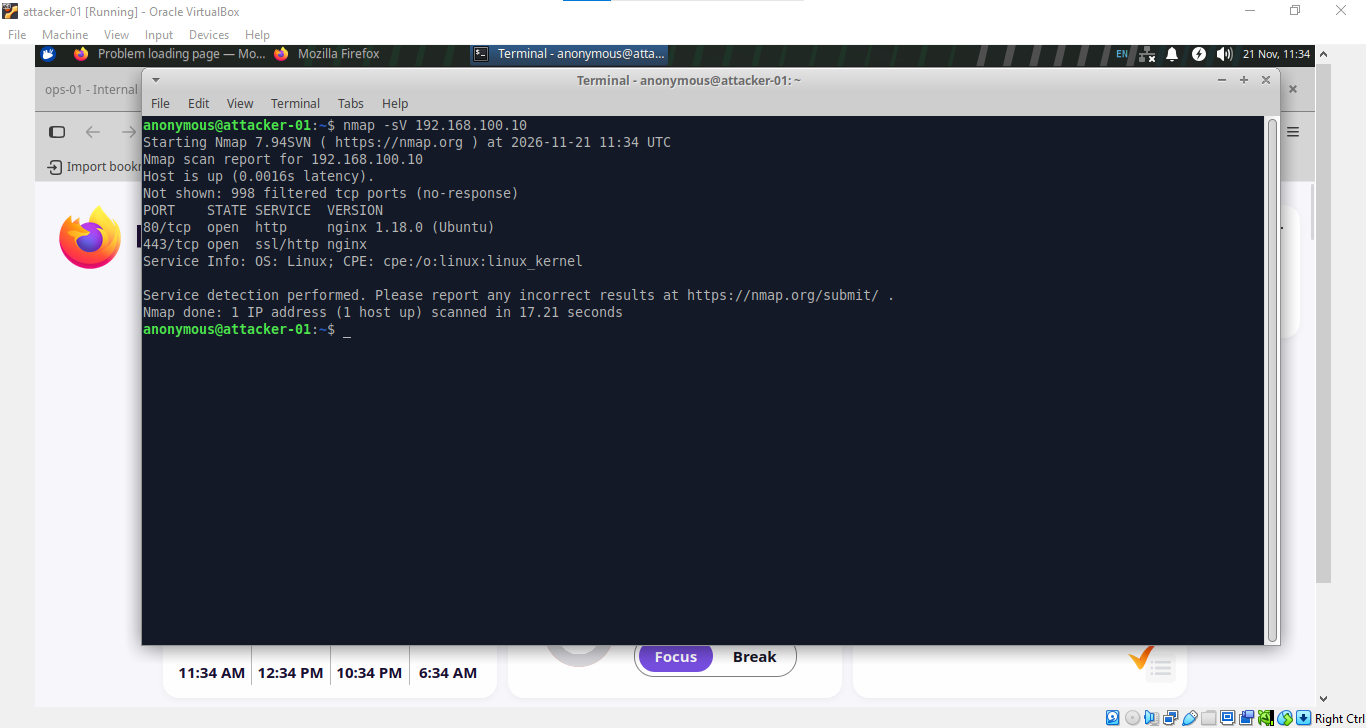 attacker-01 [Running] - Oracle VirtualBox
File Machine View Input Devices Help
Problem loading page — Mo... Mozilla Firefox Terminal - anonymous@atta... EN 21 Nov, 11:34
ops-01 - Internal
Import bookm
Terminal - anonymous@attacker-01: ~
File Edit View Terminal Tabs Help
anonymous@attacker-01:~$ nmap -sV 192.168.100.10
Starting Nmap 7.94SVN ( https://nmap.org ) at 2026-11-21 11:34 UTC
Nmap scan report for 192.168.100.10
Host is up (0.0016s latency).
Not shown: 998 filtered tcp ports (no-response)
PORT    STATE SERVICE  VERSION
80/tcp  open  http     nginx 1.18.0 (Ubuntu)
443/tcp open  ssl/http nginx
Service Info: OS: Linux; CPE: cpe:/o:linux:linux_kernel
Service detection performed. Please report any incorrect results at https://nmap.org/submit/ .
Nmap done: 1 IP address (1 host up) scanned in 17.21 seconds
anonymous@attacker-01:~$ _
11:34 AM 12:34 PM 10:34 PM 6:34 AM
Focus Break
Right Ctrl